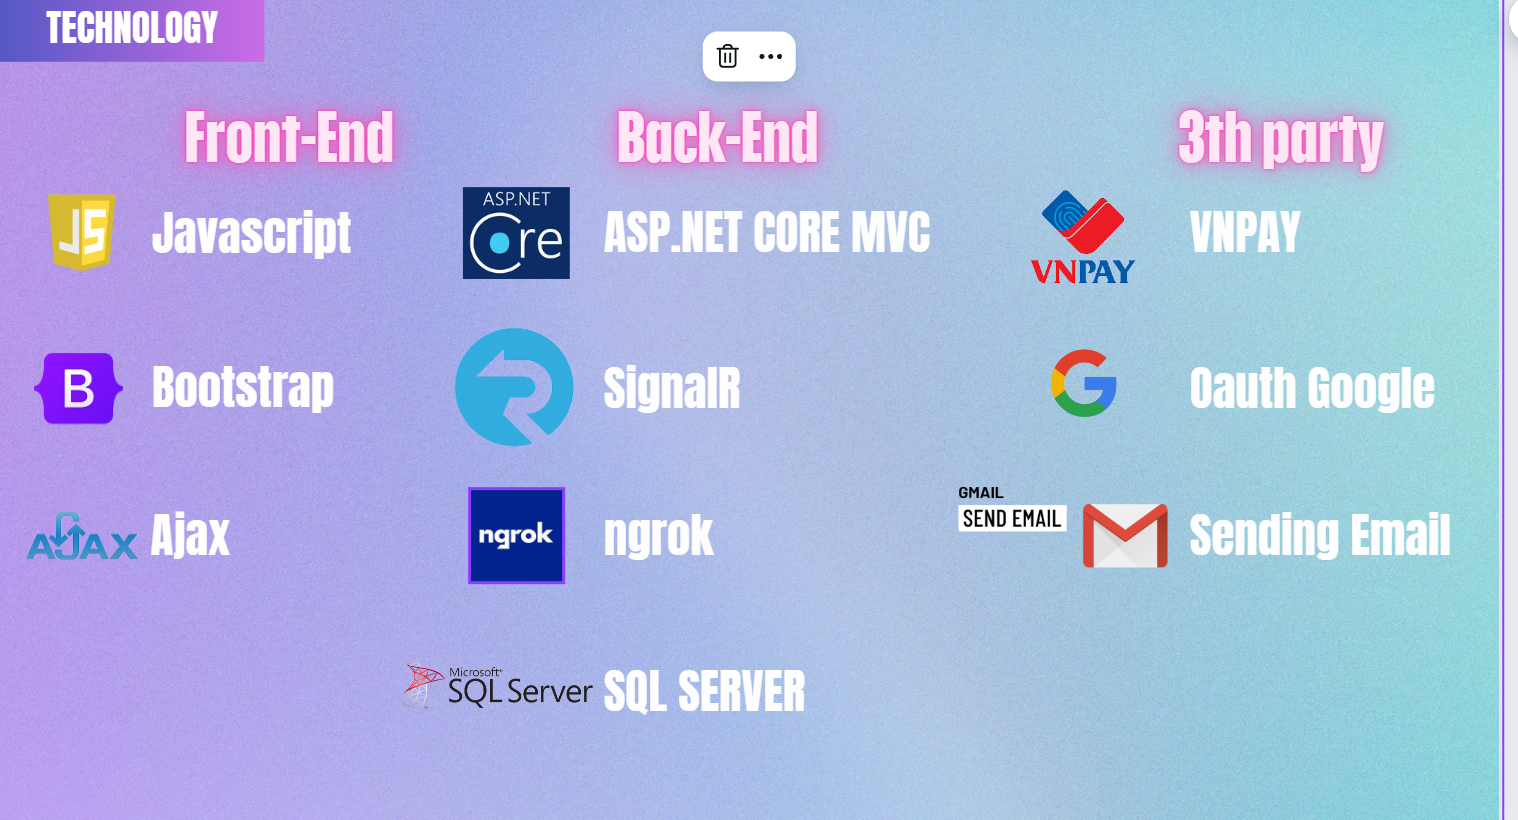 TECHNOLOGY
Front-End
Back-End
3th party
JS
Javascript
ASP.NET
Core
ASP.NET CORE MVC
VNPAY
VNPAY
B
Bootstrap
R
SignalR
G
Oauth Google
AJAX
Ajax
ngrok
ngrok
GMAIL
SEND EMAIL
Sending Email
Microsoft®
SQL Server
SQL SERVER